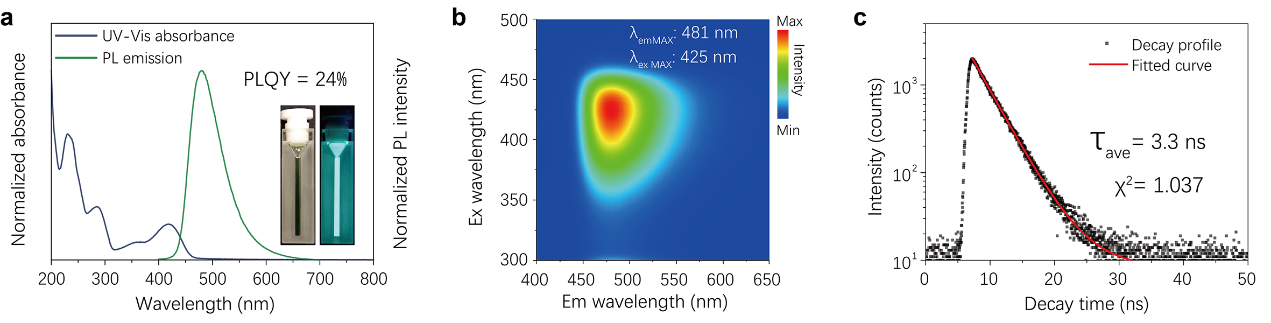 a
UV-Vis absorbance
PL emission
PLQY = 24%
Normalized absorbance
Normalized PL intensity
200 300 400 500 600 700 800
Wavelength (nm)
b
500
450
400
350
300
Ex wavelength (nm)
λemMAX: 481 nm
λex MAX: 425 nm
400 450 500 550 600 650
Em wavelength (nm)
Max
Intensity
Min
c
Decay profile
Fitted curve
10³
10²
10¹
Intensity (counts)
τave= 3.3 ns
χ²= 1.037
0 10 20 30 40 50
Decay time (ns)